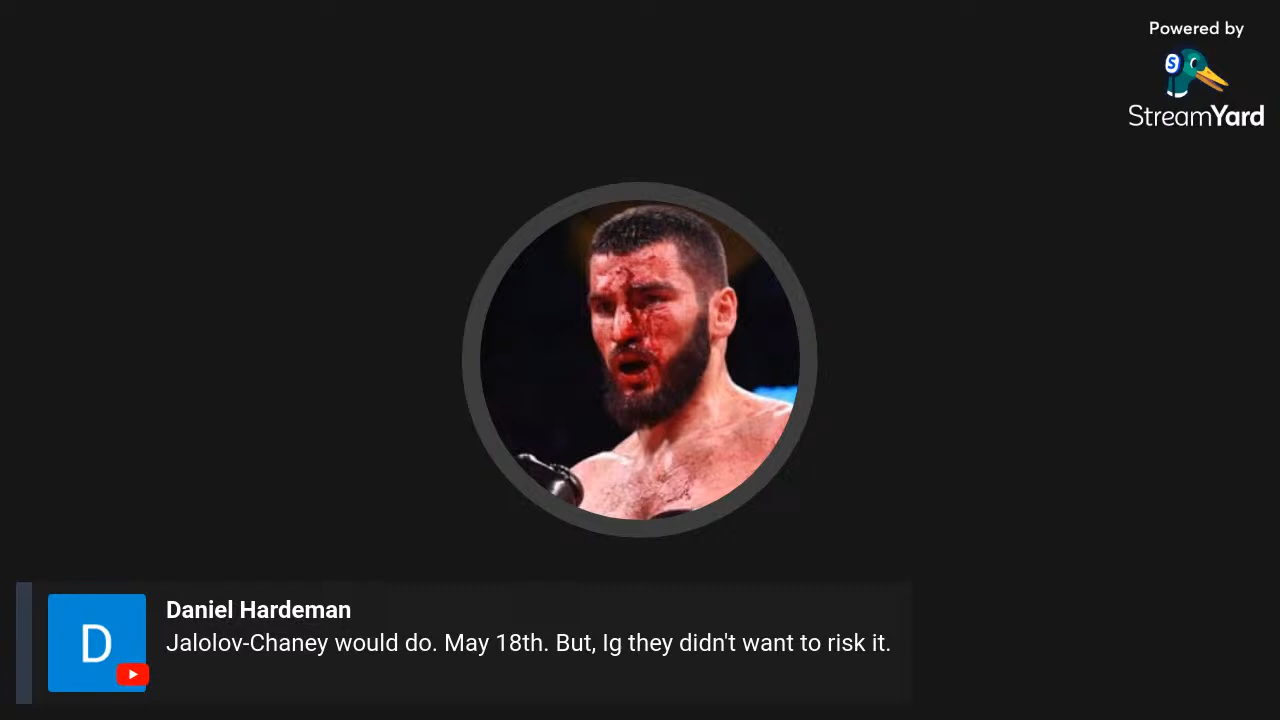 Powered by
S
StreamYard
D
Daniel Hardeman
Jalolov-Chaney would do. May 18th. But, Ig they didn't want to risk it.